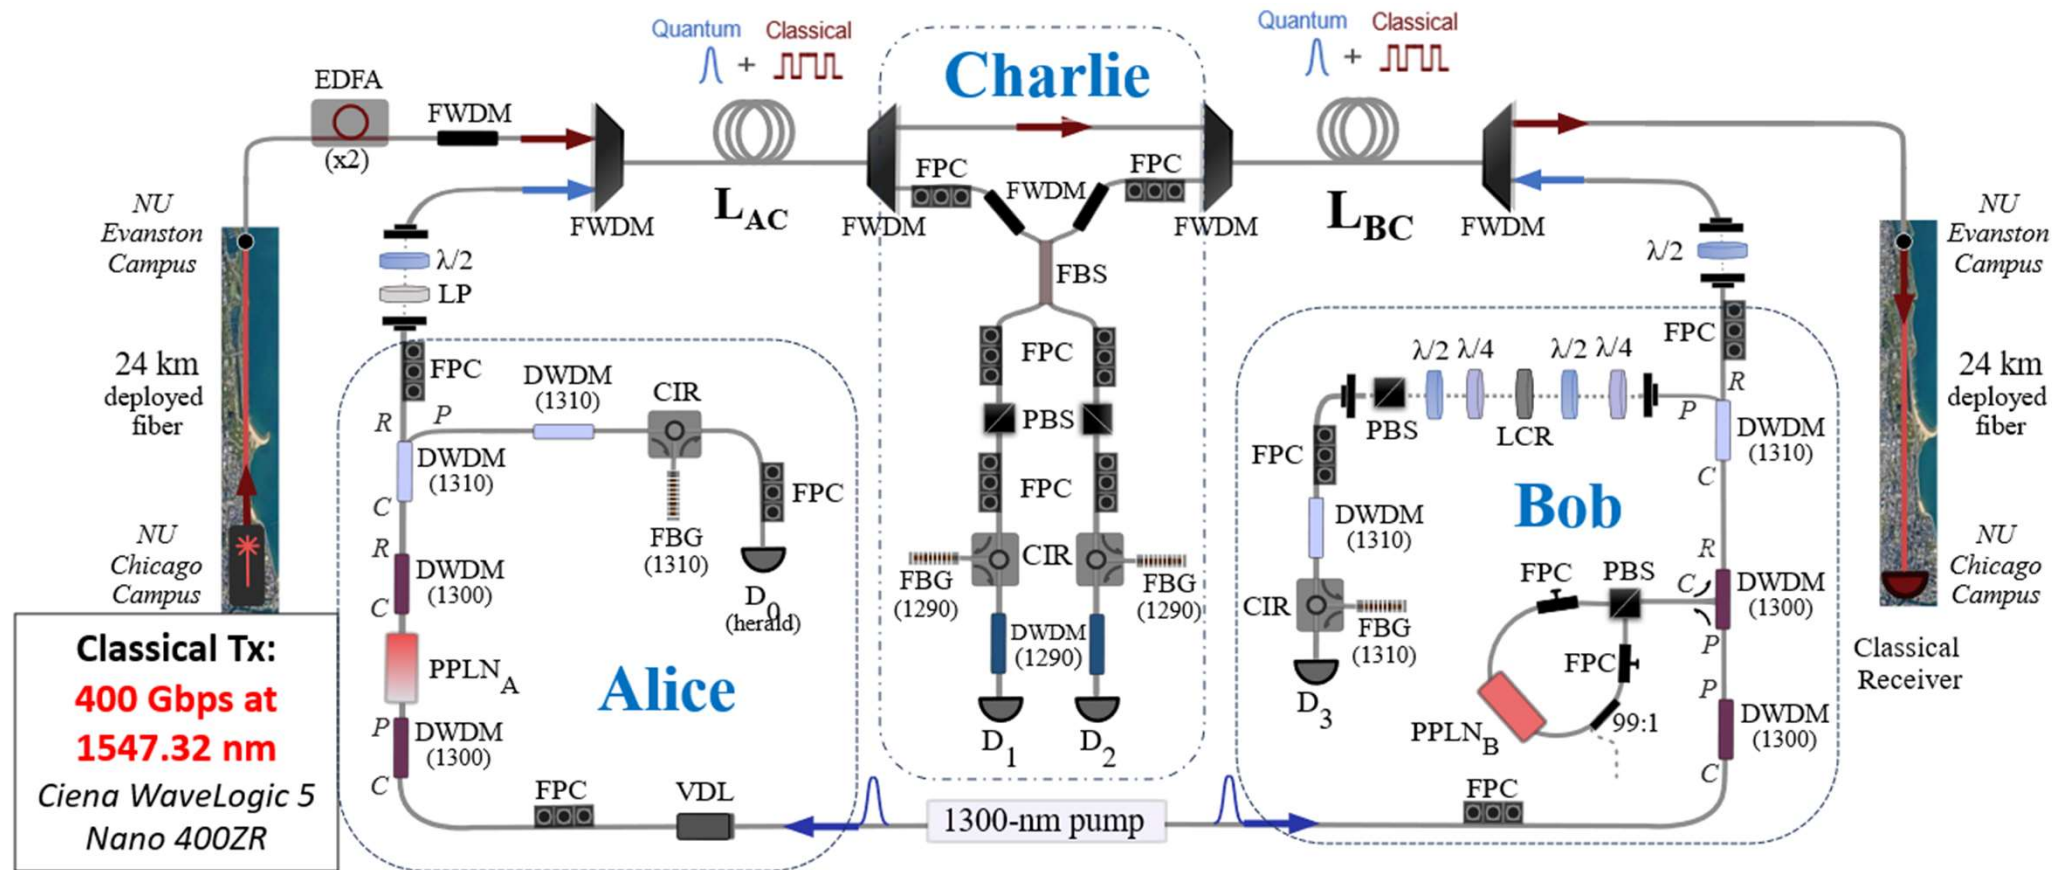 Quantum
Classical
+
Quantum
Classical
+
Charlie
EDFA
(x2)
FWDM
FWDM
L_AC
FWDM
FPC
FWDM
FPC
FWDM
L_BC
FWDM
FBS
NU
Evanston
Campus
24 km
deployed
fiber
NU
Chicago
Campus
Classical Tx:
400 Gbps at
1547.32 nm
Ciena WaveLogic 5
Nano 400ZR
λ/2
LP
FPC
R
P
DWDM
(1310)
CIR
DWDM
(1310)
C
FBG
(1310)
FPC
D_0
(herald)
R
DWDM
(1300)
C
PPLN_A
Alice
P
DWDM
(1300)
C
FPC
VDL
1300-nm pump
FPC
PBS
FPC
CIR
FBG
(1290)
FBG
(1290)
DWDM
(1290)
D_1
D_2
λ/2
FPC
λ/2
λ/4
λ/2
λ/4
PBS
LCR
P
R
DWDM
(1310)
C
FPC
DWDM
(1310)
CIR
FBG
(1310)
D_3
Bob
FPC
PBS
R
C
DWDM
(1300)
P
FPC
PPLN_B
99:1
P
DWDM
(1300)
C
FPC
NU
Evanston
Campus
24 km
deployed
fiber
NU
Chicago
Campus
Classical
Receiver